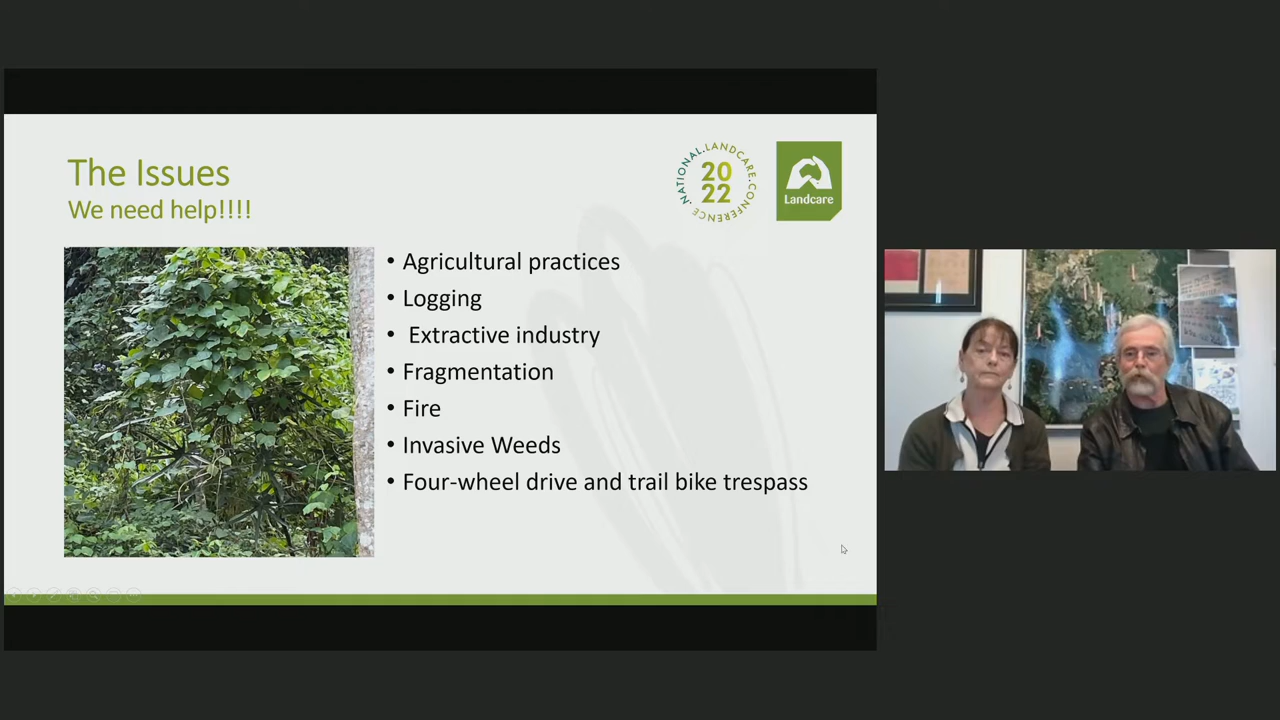 The Issues
We need help!!!!
NATIONAL.LANDCARE.CONFERENCE.
20
22
Landcare
• Agricultural practices
• Logging
• Extractive industry
• Fragmentation
• Fire
• Invasive Weeds
• Four-wheel drive and trail bike trespass